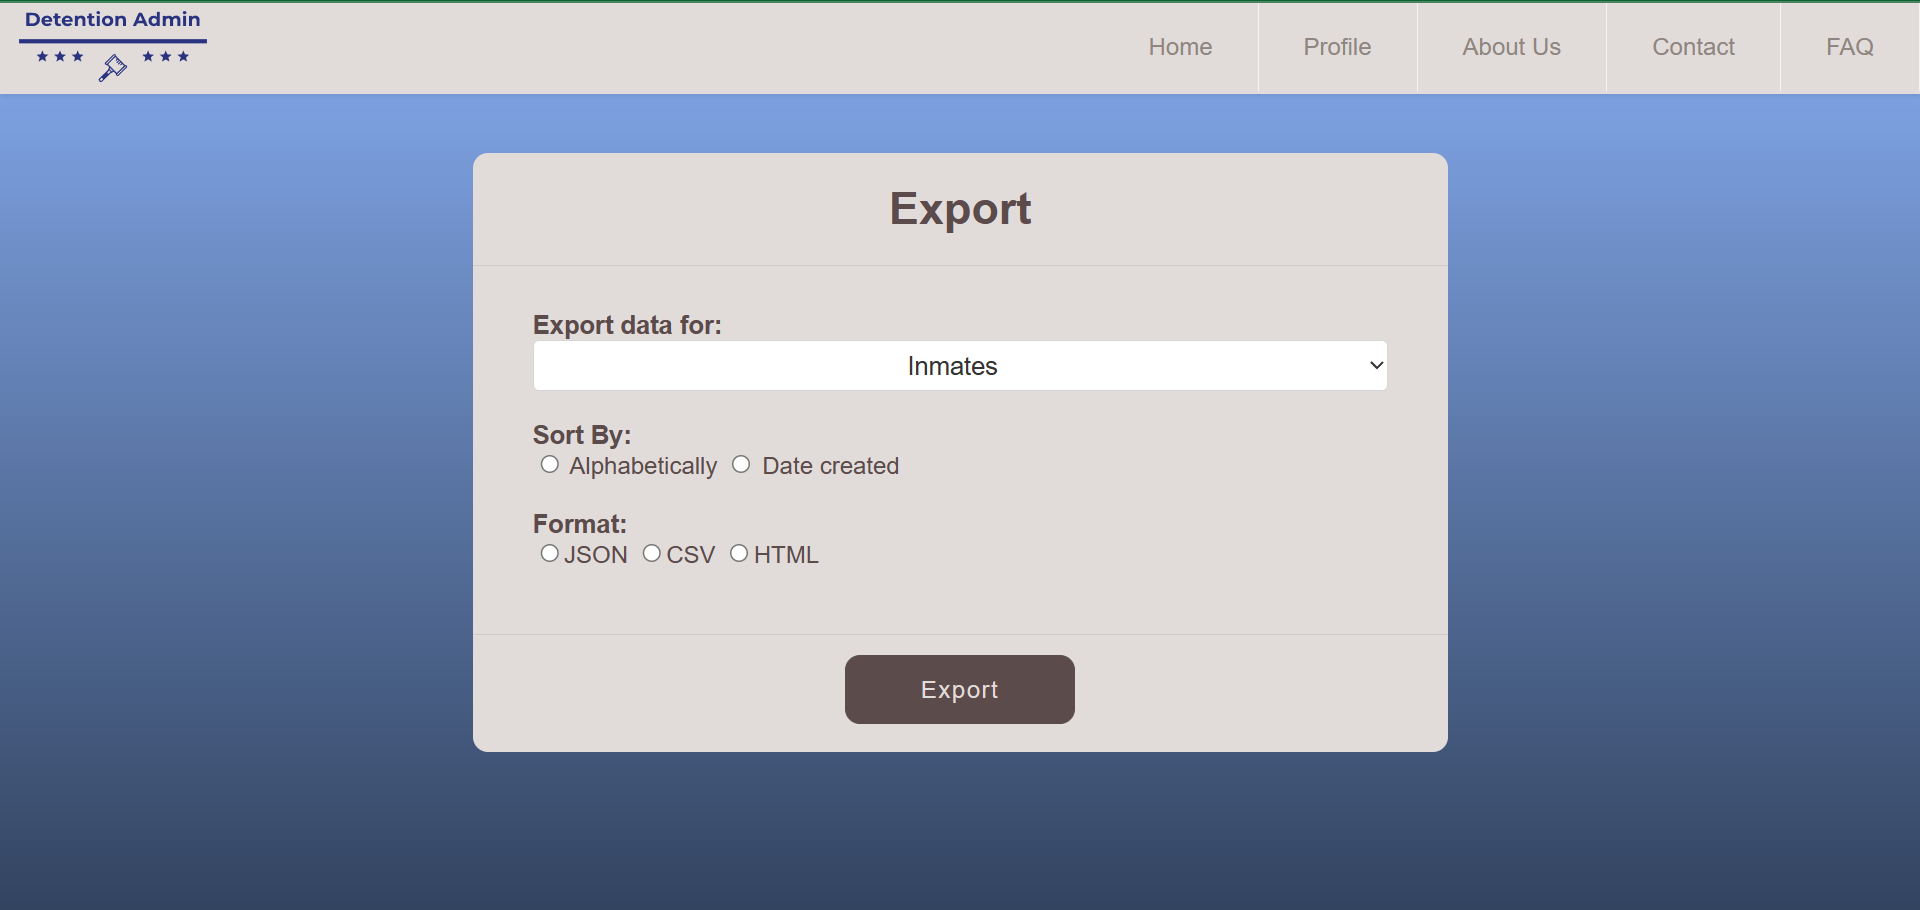 Detention Admin
Home Profile About Us Contact FAQ
Export
Export data for:
Inmates
Sort By:
Alphabetically Date created
Format:
JSON CSV HTML
Export